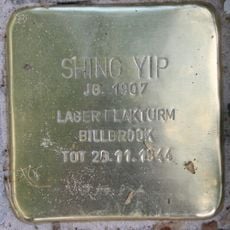 SHING YIP
JG. 1907
LAGER FLAKTURM
BILLBROOK
TOT 29.11.1944